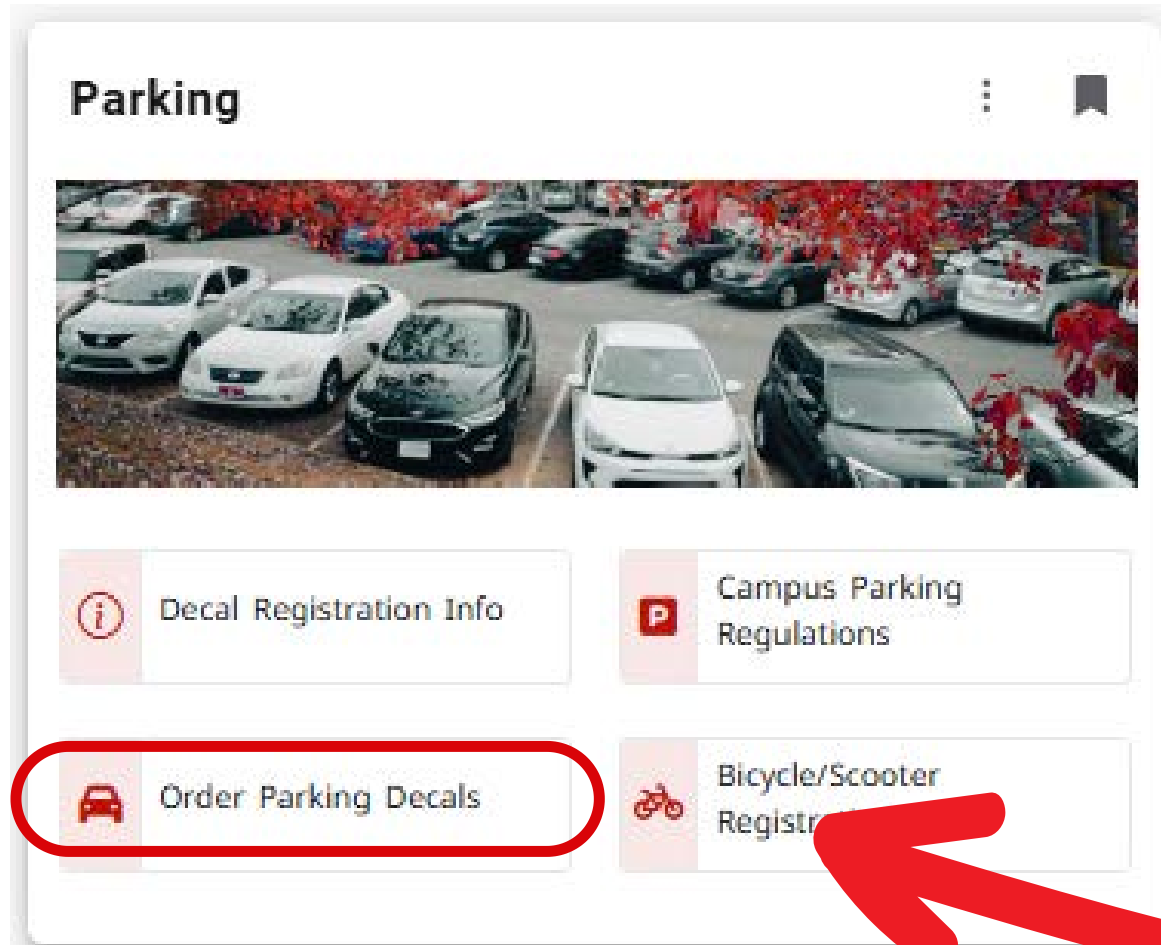 Parking
Decal Registration Info
Campus Parking
Regulations
P
Order Parking Decals
Bicycle/Scooter